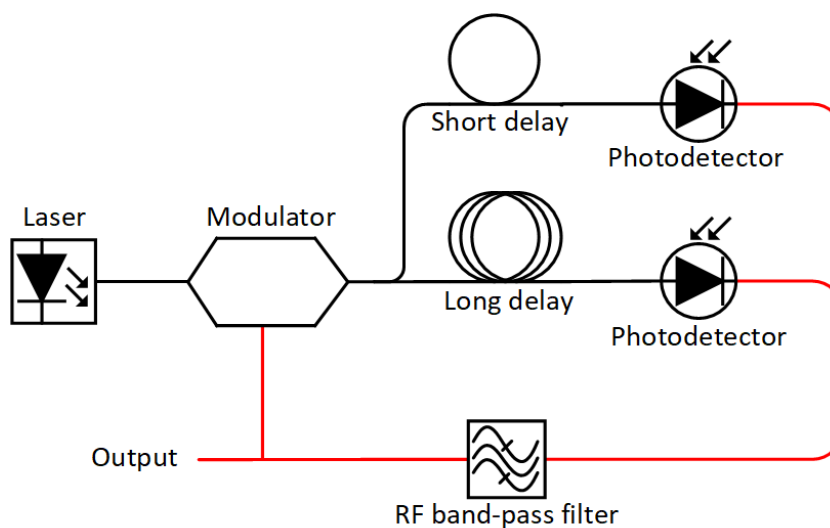 Short delay
Photodetector
Laser
Modulator
Long delay
Photodetector
Output
RF band-pass filter